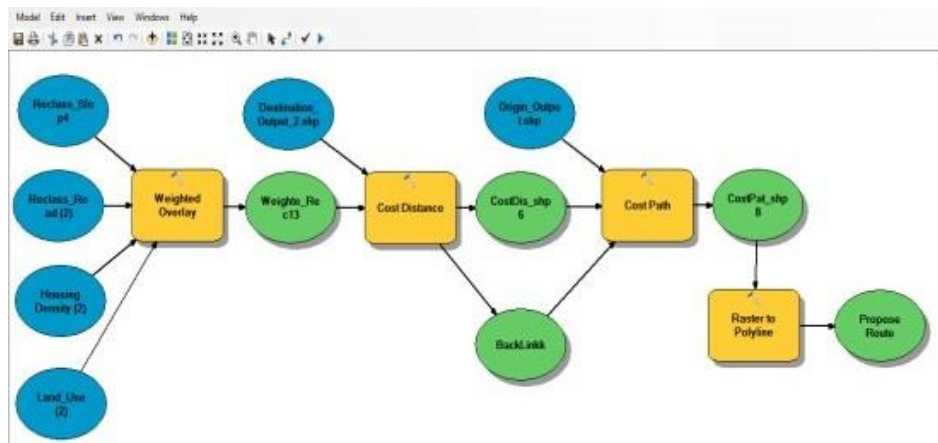 Model Edit Insert View Windows Help
Reclass_Slo
p4
Destination_
Output_2.shp
Origin_Outpu
t.shp
Reclass_Ro
ad (2)
Weighted
Overlay
Weighte_Re
c13
Cost Distance
CostDis_shp
6
Cost Path
CostPat_shp
8
Housing
Density (2)
BackLinkk
Raster to
Polyline
Propose
Route
Land_Use
(2)